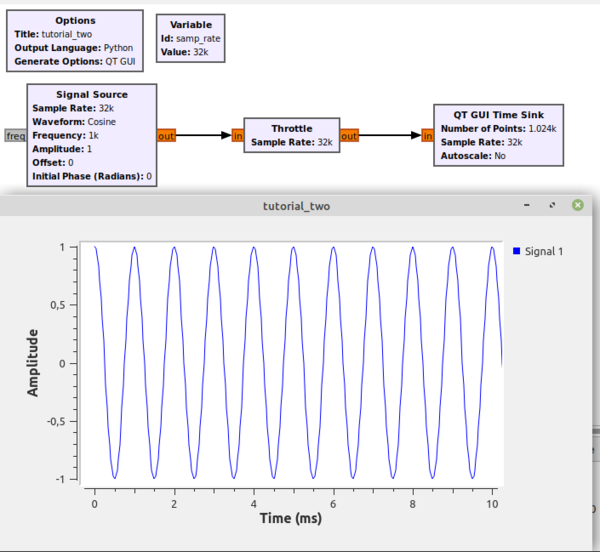 Options
Title: tutorial_two
Output Language: Python
Generate Options: QT GUI
Variable
Id: samp_rate
Value: 32k
Signal Source
Sample Rate: 32k
Waveform: Cosine
Frequency: 1k
Amplitude: 1
Offset: 0
Initial Phase (Radians): 0
freq
out
in
Throttle
Sample Rate: 32k
out
in
QT GUI Time Sink
Number of Points: 1.024k
Sample Rate: 32k
Autoscale: No
tutorial_two
1
0,5
0
-0,5
-1
Amplitude
0 2 4 6 8 10
Time (ms)
Signal 1